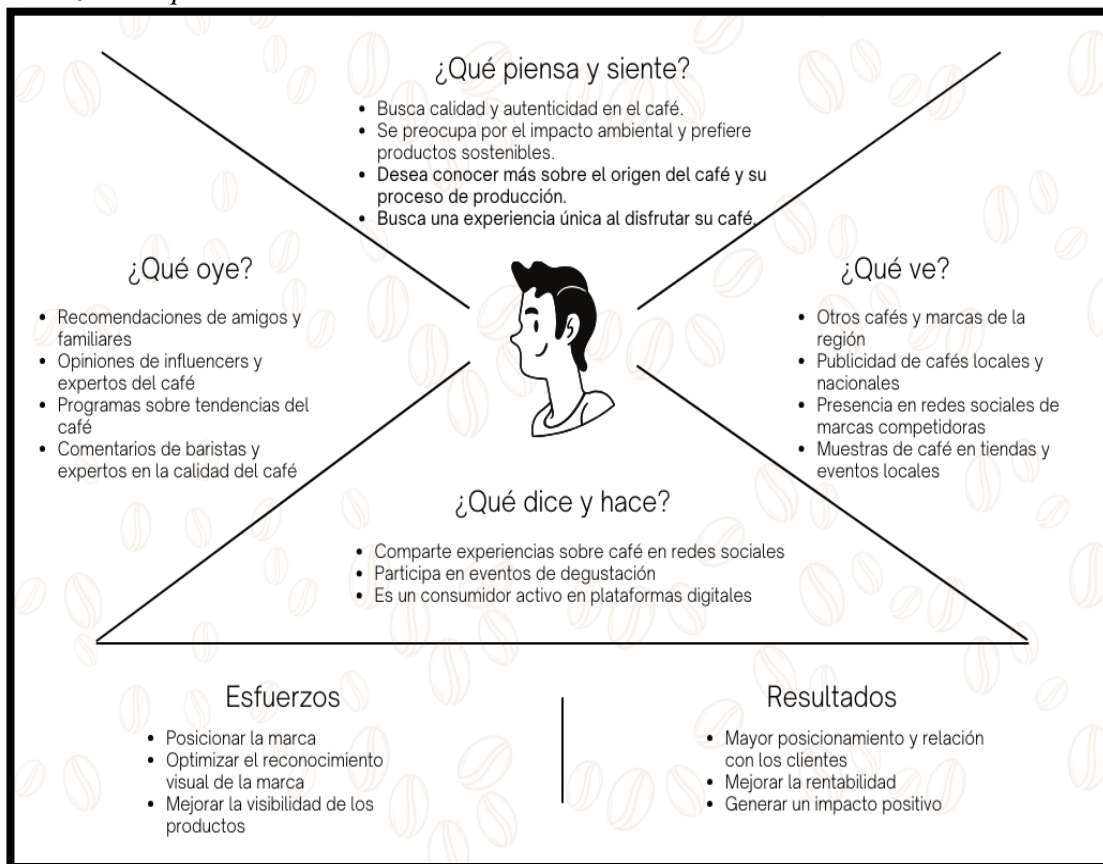 ¿Qué piensa y siente?
• Busca calidad y autenticidad en el café.
• Se preocupa por el impacto ambiental y prefiere
productos sostenibles.
• Desea conocer más sobre el origen del café y su
proceso de producción.
• Busca una experiencia única al disfrutar su café.
¿Qué oye?
• Recomendaciones de amigos y
familiares
• Opiniones de influencers y
expertos del café
• Programas sobre tendencias del
café
• Comentarios de baristas y
expertos en la calidad del café
¿Qué ve?
• Otros cafés y marcas de la
región
• Publicidad de cafés locales y
nacionales
• Presencia en redes sociales de
marcas competidoras
• Muestras de café en tiendas y
eventos locales
¿Qué dice y hace?
• Comparte experiencias sobre café en redes sociales
• Participa en eventos de degustación
• Es un consumidor activo en plataformas digitales
Esfuerzos
• Posicionar la marca
• Optimizar el reconocimiento
visual de la marca
• Mejorar la visibilidad de los
productos
Resultados
• Mayor posicionamiento y relación
con los clientes
• Mejorar la rentabilidad
• Generar un impacto positivo